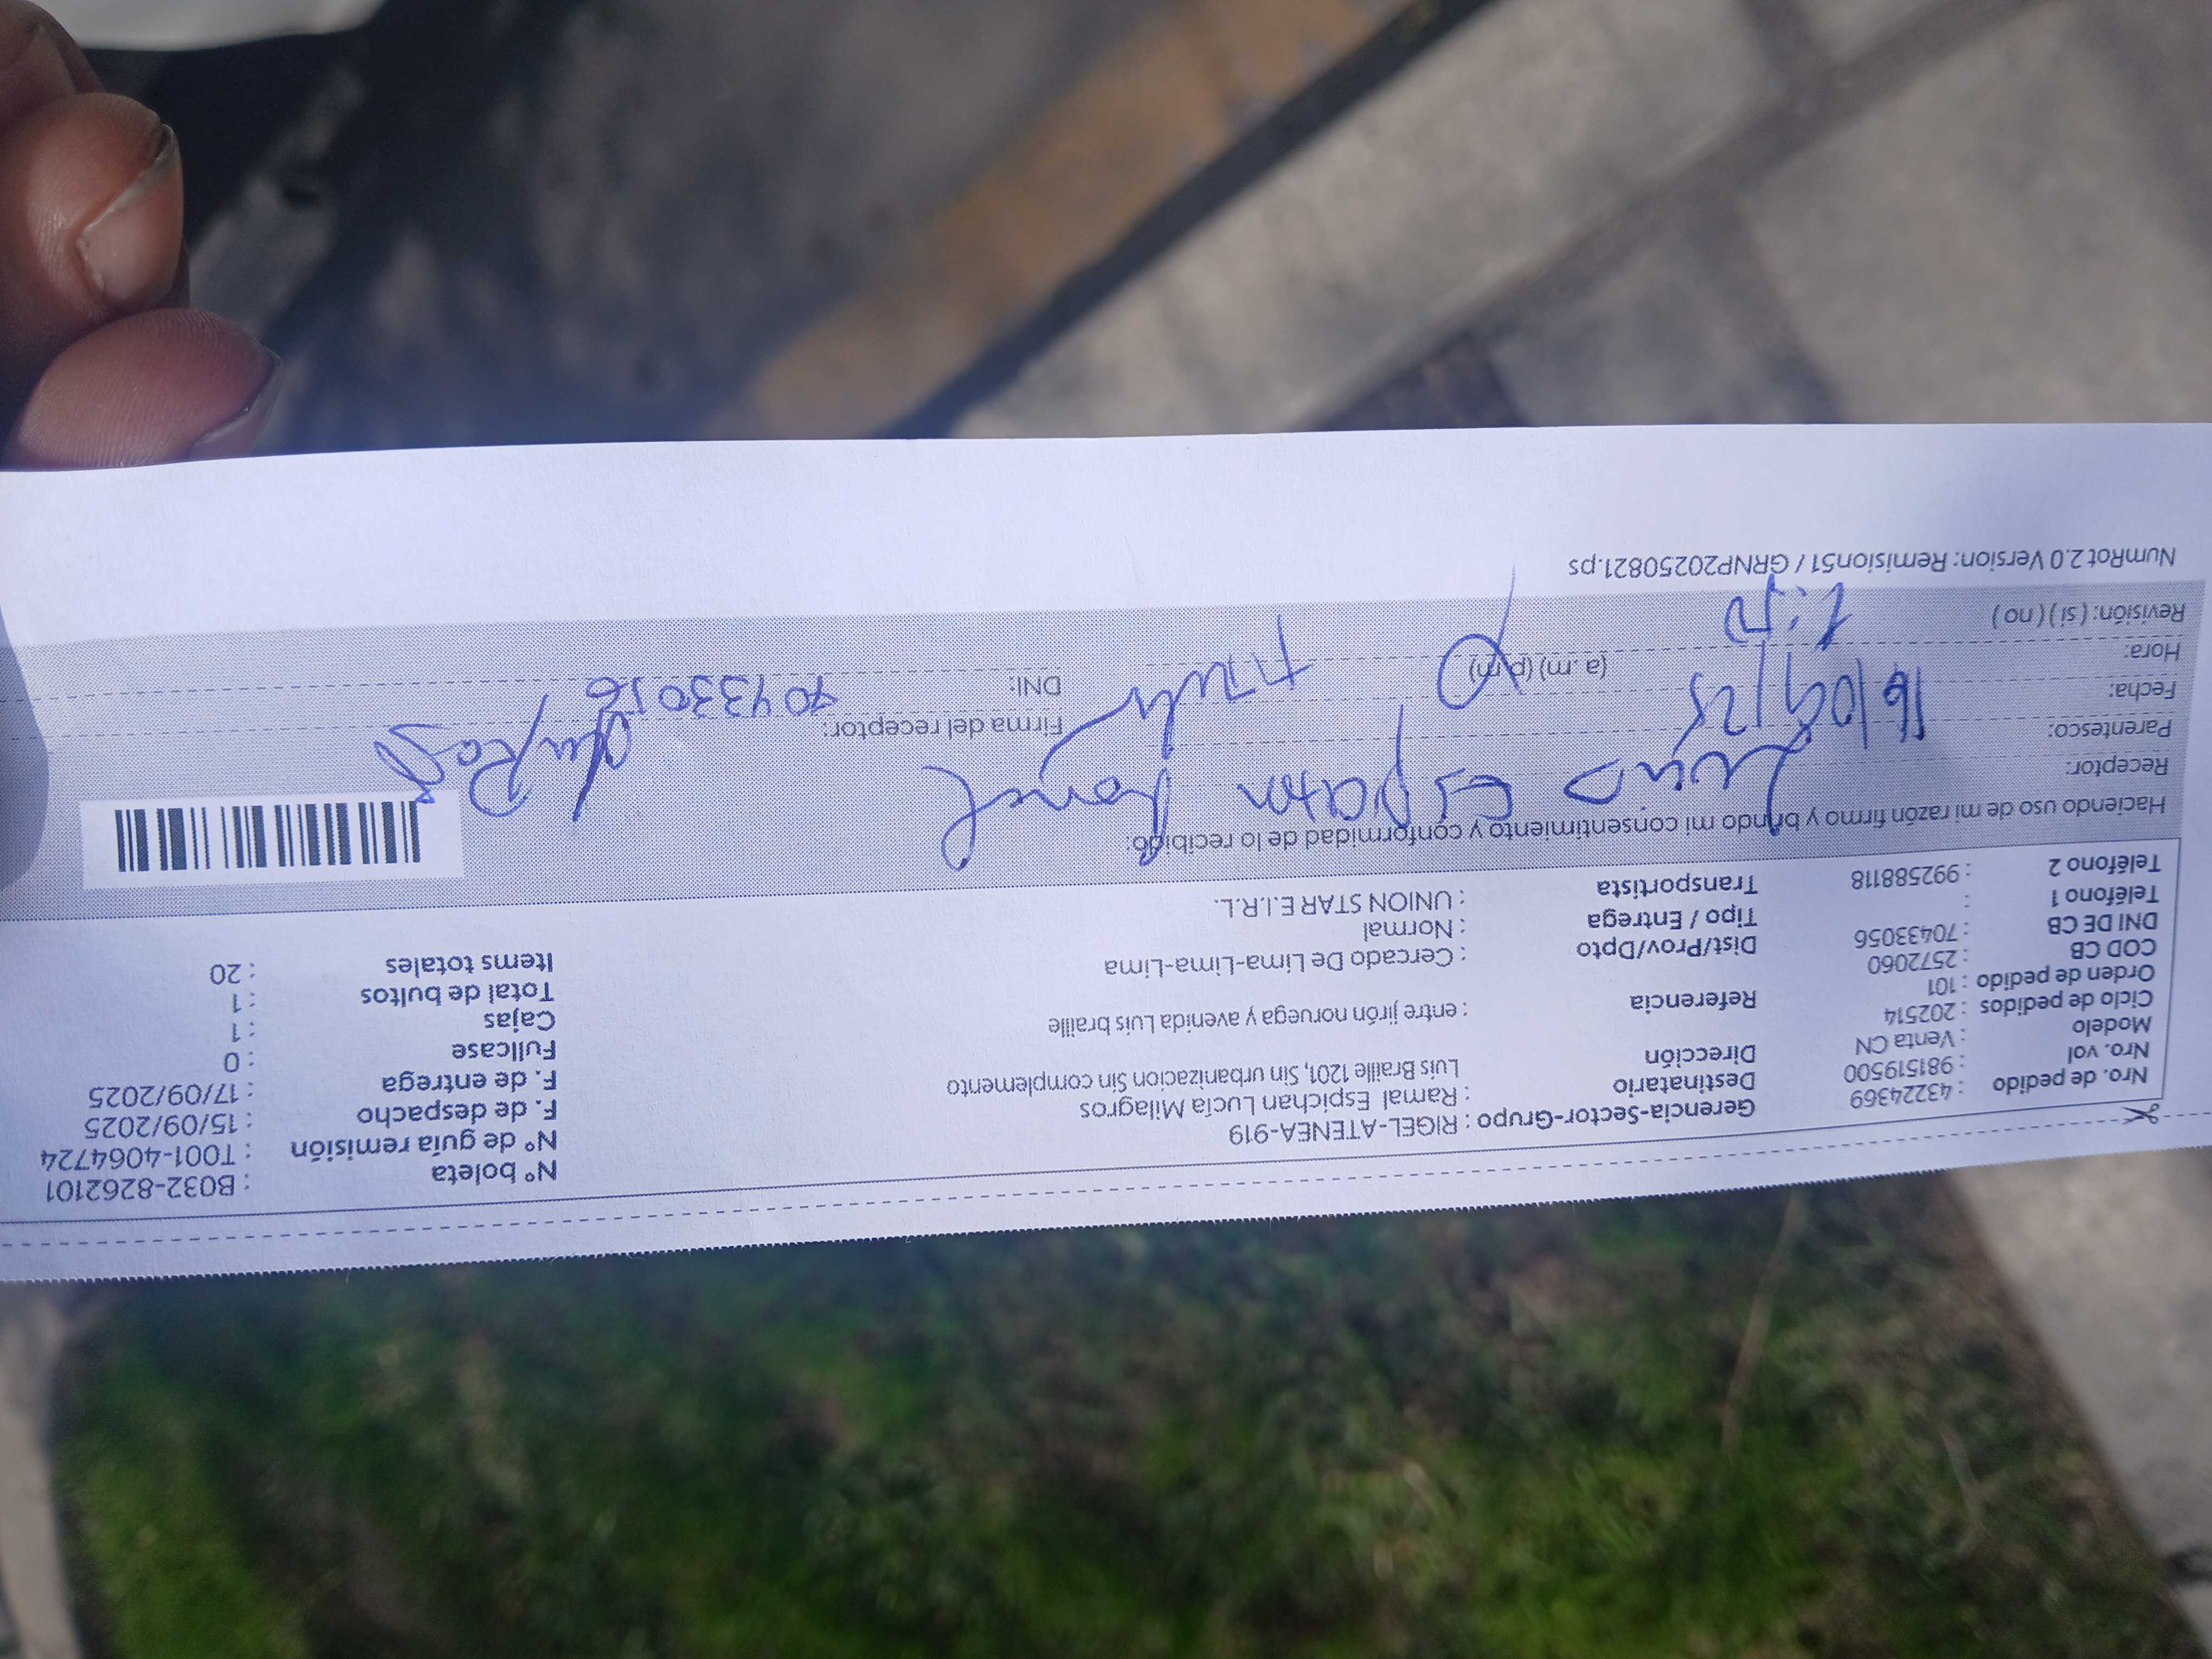 Nro. de pedido : 43224369 Gerencia-Sector-Grupo : RIGEL-ATENEA-919 N° boleta : B032-8262101
Nro. vol : 981519500 Destinatario : Ramal Espichan Lucía Milagros N° de guía remisión : T001-4064724
Modelo : Venta CN Dirección Luis Braille 1201, Sin urbanizacion Sin complemento F. de despacho : 15/09/2025
Ciclo de pedidos : 202514 F. de entrega : 17/09/2025
Orden de pedido : 101 Referencia : entre jirón noruega y avenida Luis braille Fullcase : 0
COD CB : 2572060 Cajas : 1
DNI DE CB : 70433056 Dist/Prov/Dpto : Cercado De Lima-Lima-Lima Total de bultos : 1
Teléfono 1 : Tipo / Entrega : Normal Items totales : 20
Teléfono 2 : 992588118 Transportista : UNION STAR E.I.R.L.
Haciendo uso de mi razón firmo y brindo mi consentimiento y conformidad de lo recibido:
Receptor:
Parentesco: Firma del receptor:
Fecha: 16/09/25 DNI: 70433056
Hora: (a. m) (p. m)
Revisión: ( si ) ( no )
NumRot 2.0 Version: Remision51 / GRNP20250821.ps